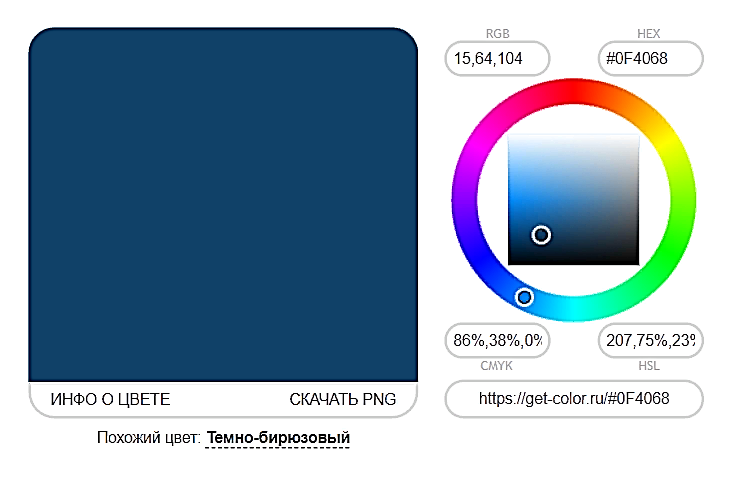 RGB
HEX
15,64,104
#0F4068
86%,38%,0%
207,75%,23%
CMYK
HSL
ИНФО О ЦВЕТЕ
СКАЧАТЬ PNG
https://get-color.ru/#0F4068
Похожий цвет: Темно-бирюзовый